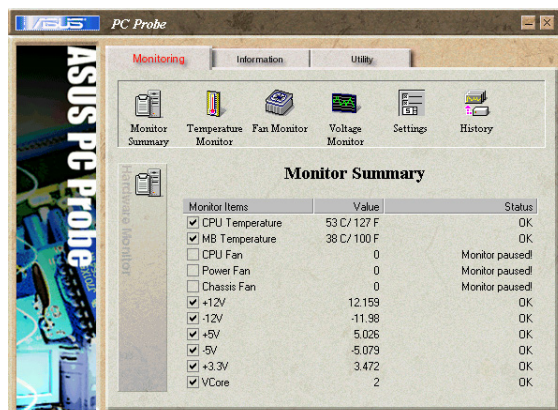 ASUS PC Probe
Monitoring Information Utility
ASUS PC Probe
Monitor Summary
Temperature Monitor
Fan Monitor
Voltage Monitor
Settings
History
Hardware Monitor
Monitor Summary
Monitor Items Value Status
CPU Temperature 53 C/ 127 F OK
MB Temperature 38 C/ 100 F OK
CPU Fan 0 Monitor paused!
Power Fan 0 Monitor paused!
Chassis Fan 0 Monitor paused!
+12V 12.159 OK
-12V -11.98 OK
+5V 5.026 OK
-5V -5.079 OK
+3.3V 3.472 OK
VCore 2 OK